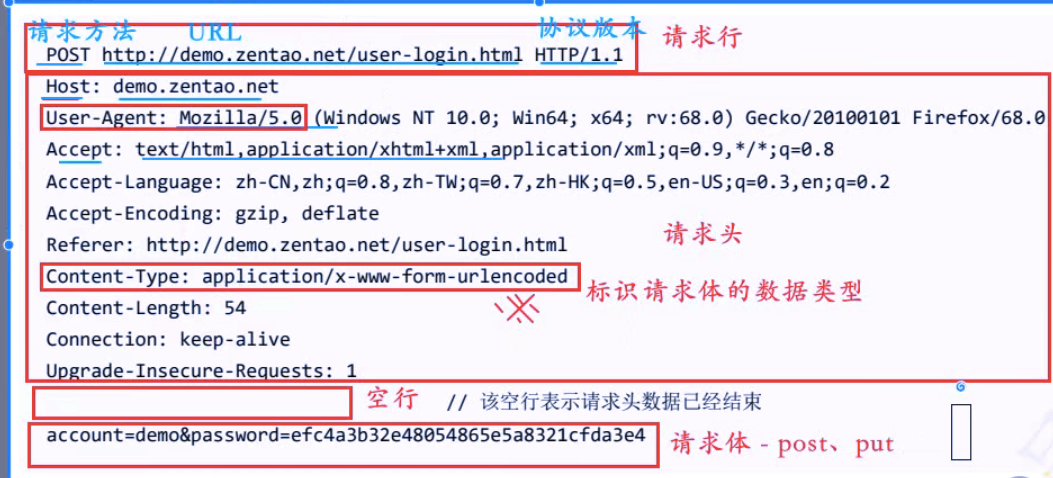 请求方法 URL 协议版本
POST http://demo.zentao.net/user-login.html HTTP/1.1 请求行
Host: demo.zentao.net
User-Agent: Mozilla/5.0 (Windows NT 10.0; Win64; x64; rv:68.0) Gecko/20100101 Firefox/68.0
Accept: text/html,application/xhtml+xml,application/xml;q=0.9,*/*;q=0.8
Accept-Language: zh-CN,zh;q=0.8,zh-TW;q=0.7,zh-HK;q=0.5,en-US;q=0.3,en;q=0.2
Accept-Encoding: gzip, deflate
Referer: http://demo.zentao.net/user-login.html 请求头
Content-Type: application/x-www-form-urlencoded 标识请求体的数据类型
Content-Length: 54
Connection: keep-alive
Upgrade-Insecure-Requests: 1
空行 // 该空行表示请求头数据已经结束
account=demo&password=efc4a3b32e48054865e5a8321cfda3e4 请求体 - post、put